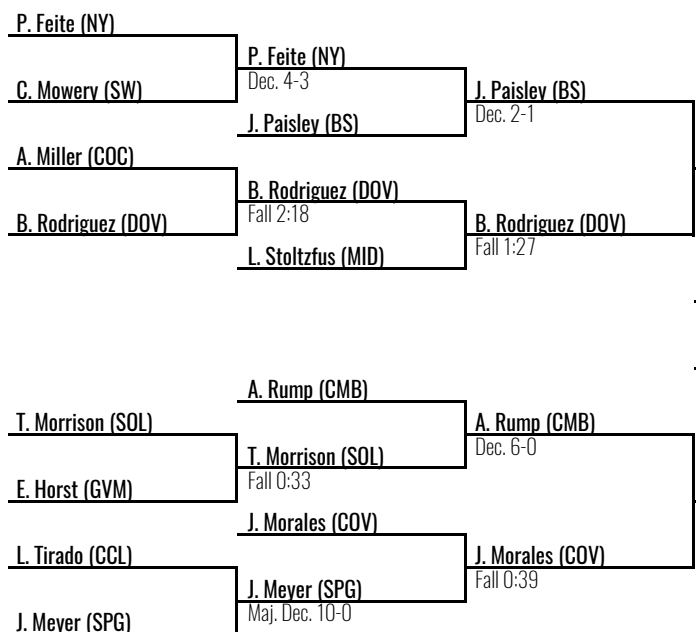 P. Feite (NY)
C. Mowery (SW)
P. Feite (NY)
Dec. 4-3
J. Paisley (BS)
J. Paisley (BS)
Dec. 2-1
A. Miller (COC)
B. Rodriguez (DOV)
B. Rodriguez (DOV)
Fall 2:18
L. Stoltzfus (MID)
B. Rodriguez (DOV)
Fall 1:27
A. Rump (CMB)
T. Morrison (SOL)
E. Horst (GVM)
T. Morrison (SOL)
Fall 0:33
A. Rump (CMB)
Dec. 6-0
J. Morales (COV)
L. Tirado (CCL)
J. Meyer (SPG)
J. Meyer (SPG)
Maj. Dec. 10-0
J. Morales (COV)
Fall 0:39